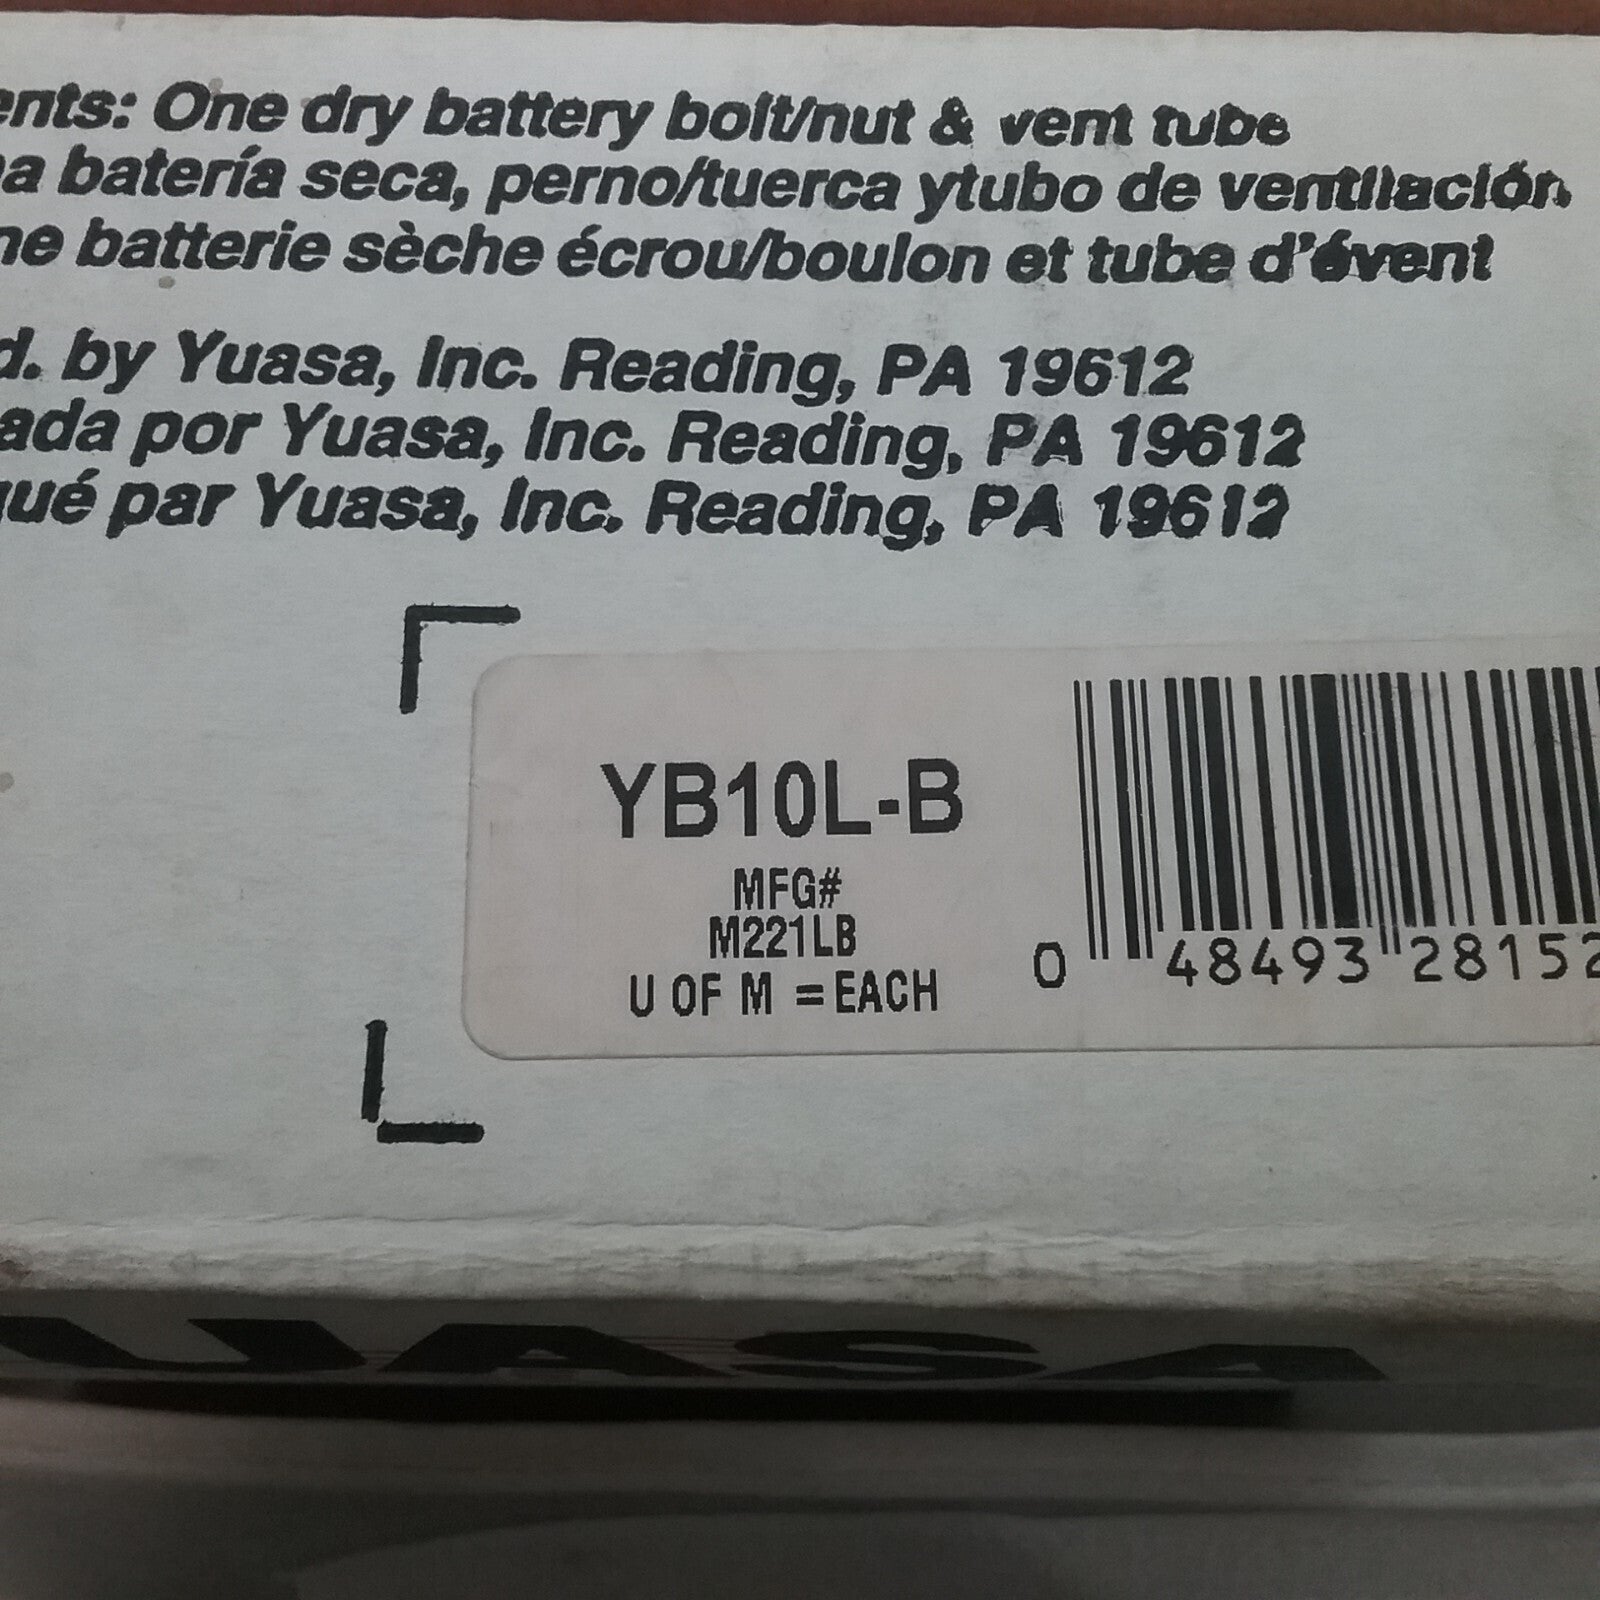 ents: One dry battery bolt/nut & vent tube
a batería seca, perno/tuerca ytubo de ventilación
ne batterie sèche écrou/boulon et tube d'évent
d. by Yuasa, Inc. Reading, PA 19612
ada por Yuasa, Inc. Reading, PA 19612
qué par Yuasa, Inc. Reading, PA 19612
YB10L-B
MFG#
M221LB
U OF M = EACH
0 48493 28152
UASA